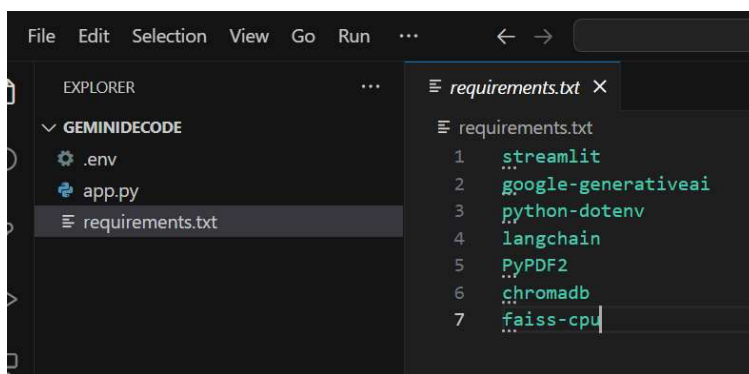 File Edit Selection View Go Run ...
EXPLORER ...
GEMINIDECODE
.env
app.py
requirements.txt
requirements.txt
requirements.txt
1 streamlit
2 google-generativeai
3 python-dotenv
4 langchain
5 PyPDF2
6 chromadb
7 faiss-cpu